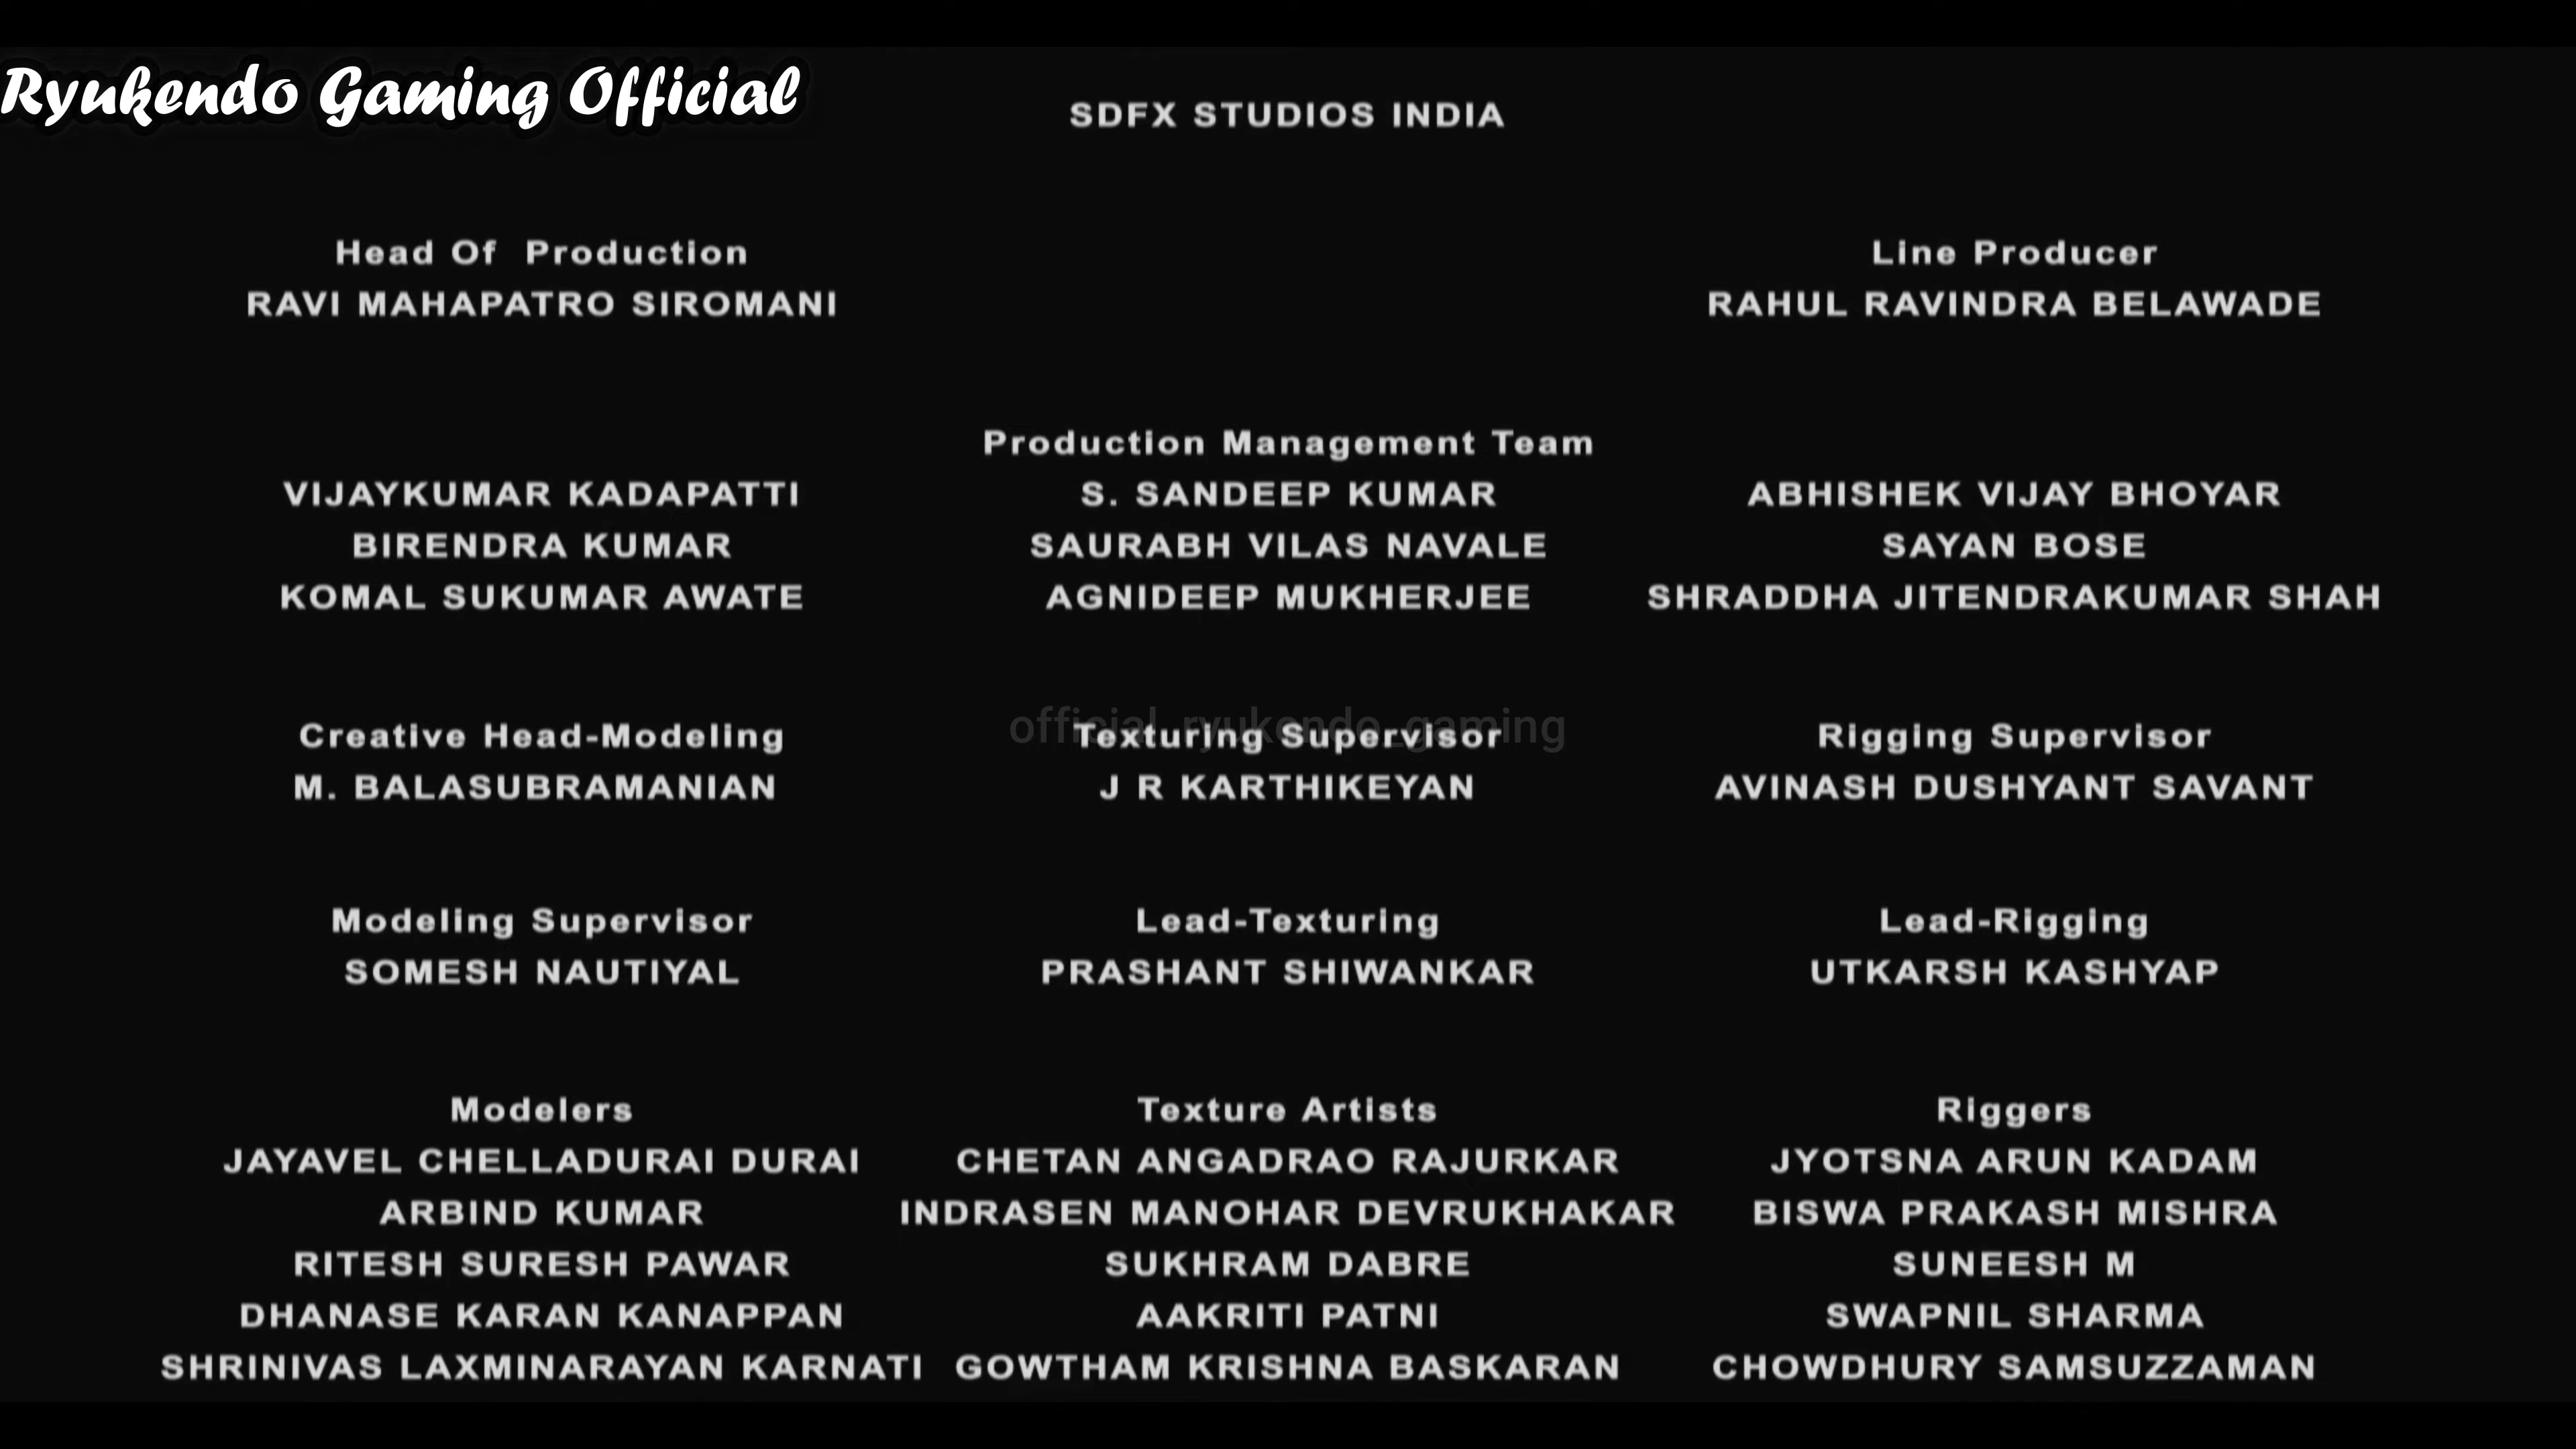 Ryukendo Gaming Official
SDFX STUDIOS INDIA
Head Of Production
RAVI MAHAPATRO SIROMANI
Line Producer
RAHUL RAVINDRA BELAWADE
Production Management Team
VIJAYKUMAR KADAPATTI
S. SANDEEP KUMAR
ABHISHEK VIJAY BHOYAR
BIRENDRA KUMAR
SAURABH VILAS NAVALE
SAYAN BOSE
KOMAL SUKUMAR AWATE
AGNIDEEP MUKHERJEE
SHRADDHA JITENDRAKUMAR SHAH
official_ryukendo_gaming
Creative Head-Modeling
M. BALASUBRAMANIAN
Texturing Supervisor
J R KARTHIKEYAN
Rigging Supervisor
AVINASH DUSHYANT SAVANT
Modeling Supervisor
SOMESH NAUTIYAL
Lead-Texturing
PRASHANT SHIWANKAR
Lead-Rigging
UTKARSH KASHYAP
Modelers
JAYAVEL CHELLADURAI DURAI
ARBIND KUMAR
RITESH SURESH PAWAR
DHANASE KARAN KANAPPAN
SHRINIVAS LAXMINARAYAN KARNATI
Texture Artists
CHETAN ANGADRAO RAJURKAR
INDRASEN MANOHAR DEVRUKHAKAR
SUKHRAM DABRE
AAKRITI PATNI
GOWTHAM KRISHNA BASKARAN
Riggers
JYOTSNA ARUN KADAM
BISWA PRAKASH MISHRA
SUNEESH M
SWAPNIL SHARMA
CHOWDHURY SAMSUZZAMAN